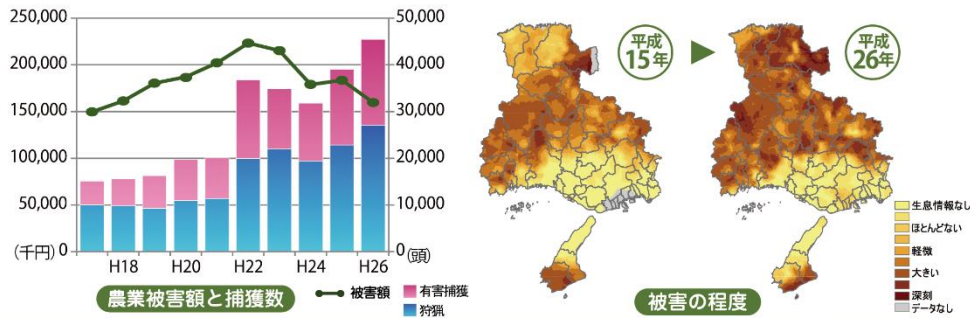 250,000
200,000
150,000
100,000
50,000
0
(千円)
50,000
40,000
30,000
20,000
10,000
0
(頭)
H18 H20 H22 H24 H26
農業被害額と捕獲数
被害額
有害捕獲
狩猟
平成
15年
平成
26年
生息情報なし
ほとんどない
軽微
大きい
深刻
データなし
被害の程度